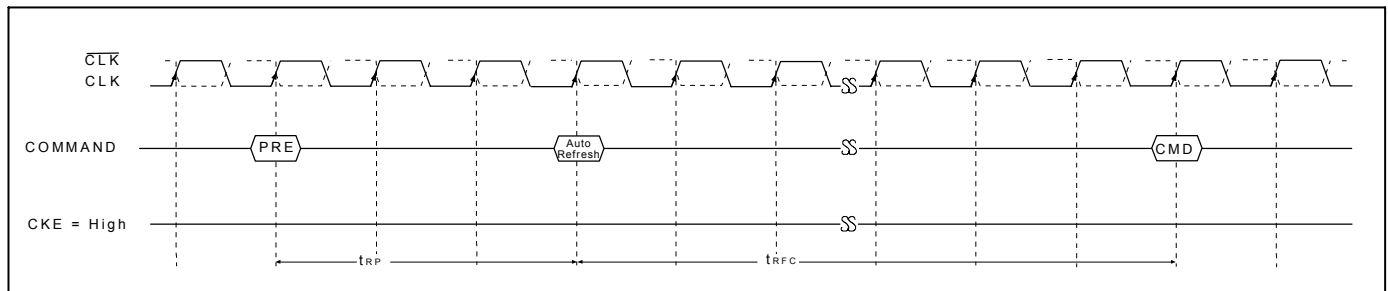 CLK
CLK
COMMAND
PRE
Auto
Refresh
CMD
CKE = High
tRP
tRFC